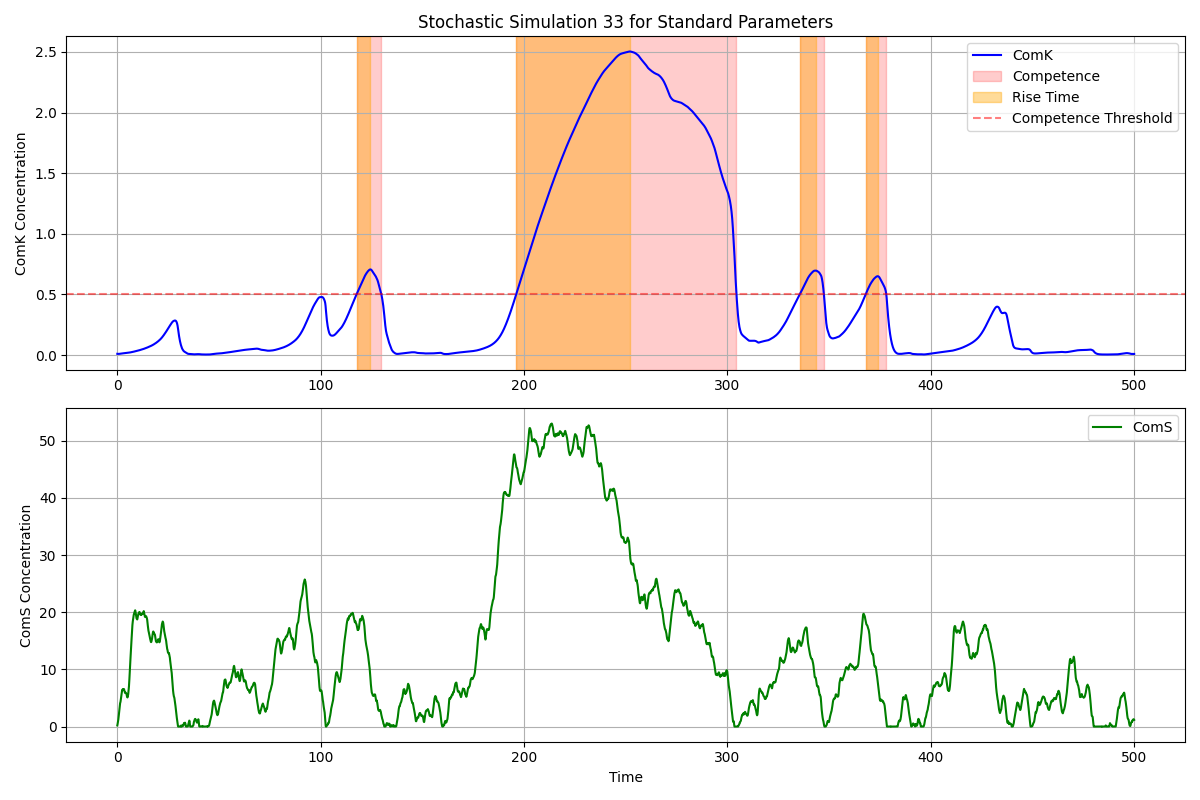 Stochastic Simulation 33 for Standard Parameters
ComK Concentration
2.5
2.0
1.5
1.0
0.5
0.0
ComK
Competence
Rise Time
Competence Threshold
0 100 200 300 400 500
ComS Concentration
50
40
30
20
10
0
ComS
0 100 200 300 400 500
Time